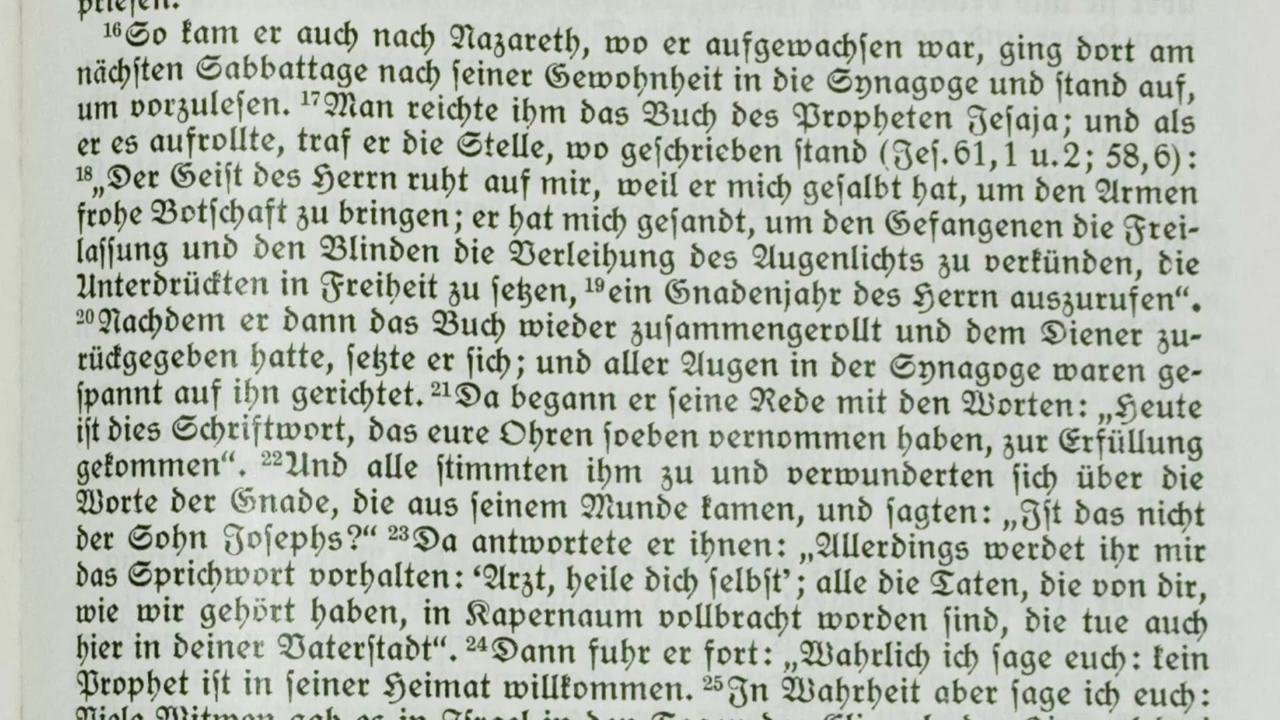 priesen.
¹⁶So kam er auch nach Nazareth, wo er aufgewachsen war, ging dort am
nächsten Sabbattage nach seiner Gewohnheit in die Synagoge und stand auf,
um vorzulesen. ¹⁷Man reichte ihm das Buch des Propheten Jesaja; und als
er es aufrollte, traf er die Stelle, wo geschrieben stand (Jes. 61, 1 u. 2; 58, 6):
¹⁸„Der Geist des Herrn ruht auf mir, weil er mich gesalbt hat, um den Armen
frohe Botschaft zu bringen; er hat mich gesandt, um den Gefangenen die Frei-
lassung und den Blinden die Verleihung des Augenlichts zu verkünden, die
Unterdrückten in Freiheit zu setzen, ¹⁹ein Gnadenjahr des Herrn auszurufen“.
²⁰Nachdem er dann das Buch wieder zusammengerollt und dem Diener zu-
rückgegeben hatte, setzte er sich; und aller Augen in der Synagoge waren ge-
spannt auf ihn gerichtet. ²¹Da begann er seine Rede mit den Worten: „Heute
ist dies Schriftwort, das eure Ohren soeben vernommen haben, zur Erfüllung
gekommen“. ²²Und alle stimmten ihm zu und verwunderten sich über die
Worte der Gnade, die aus seinem Munde kamen, und sagten: „Ist das nicht
der Sohn Josephs?“ ²³Da antwortete er ihnen: „Allerdings werdet ihr mir
das Sprichwort vorhalten: ‘Arzt, heile dich selbst’; alle die Taten, die von dir,
wie wir gehört haben, in Kapernaum vollbracht worden sind, die tue auch
hier in deiner Vaterstadt“. ²⁴Dann fuhr er fort: „Wahrlich ich sage euch: kein
Prophet ist in seiner Heimat willkommen. ²⁵In Wahrheit aber sage ich euch: